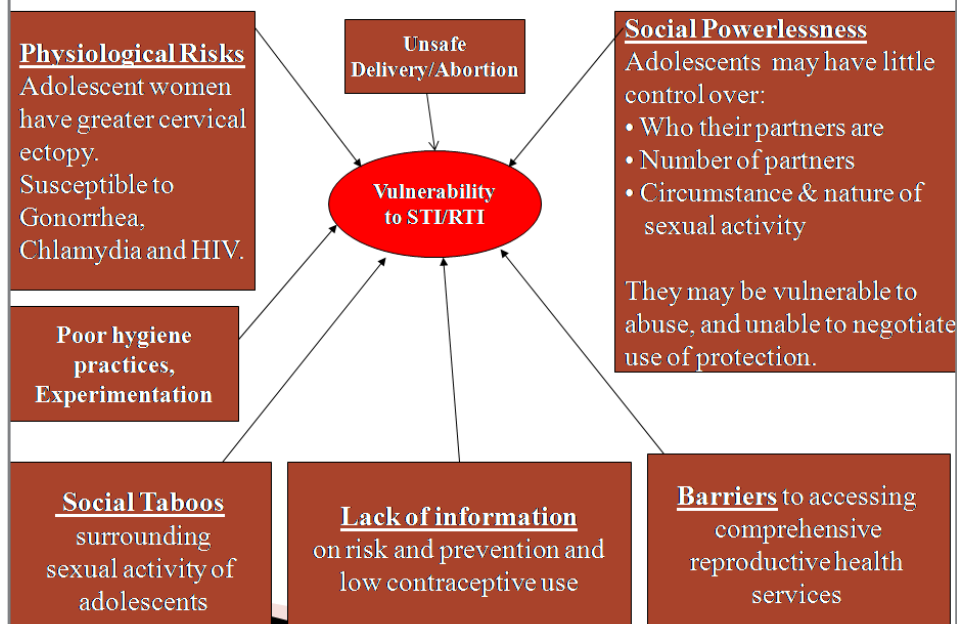 Physiological Risks
Adolescent women
have greater cervical
ectopy.
Susceptible to
Gonorrhea,
Chlamydia and HIV.
Unsafe
Delivery/Abortion
Social Powerlessness
Adolescents may have little
control over:
• Who their partners are
• Number of partners
• Circumstance & nature of
sexual activity
They may be vulnerable to
abuse, and unable to negotiate
use of protection.
Vulnerability
to STI/RTI
Poor hygiene
practices,
Experimentation
Social Taboos
surrounding
sexual activity of
adolescents
Lack of information
on risk and prevention and
low contraceptive use
Barriers to accessing
comprehensive
reproductive health
services